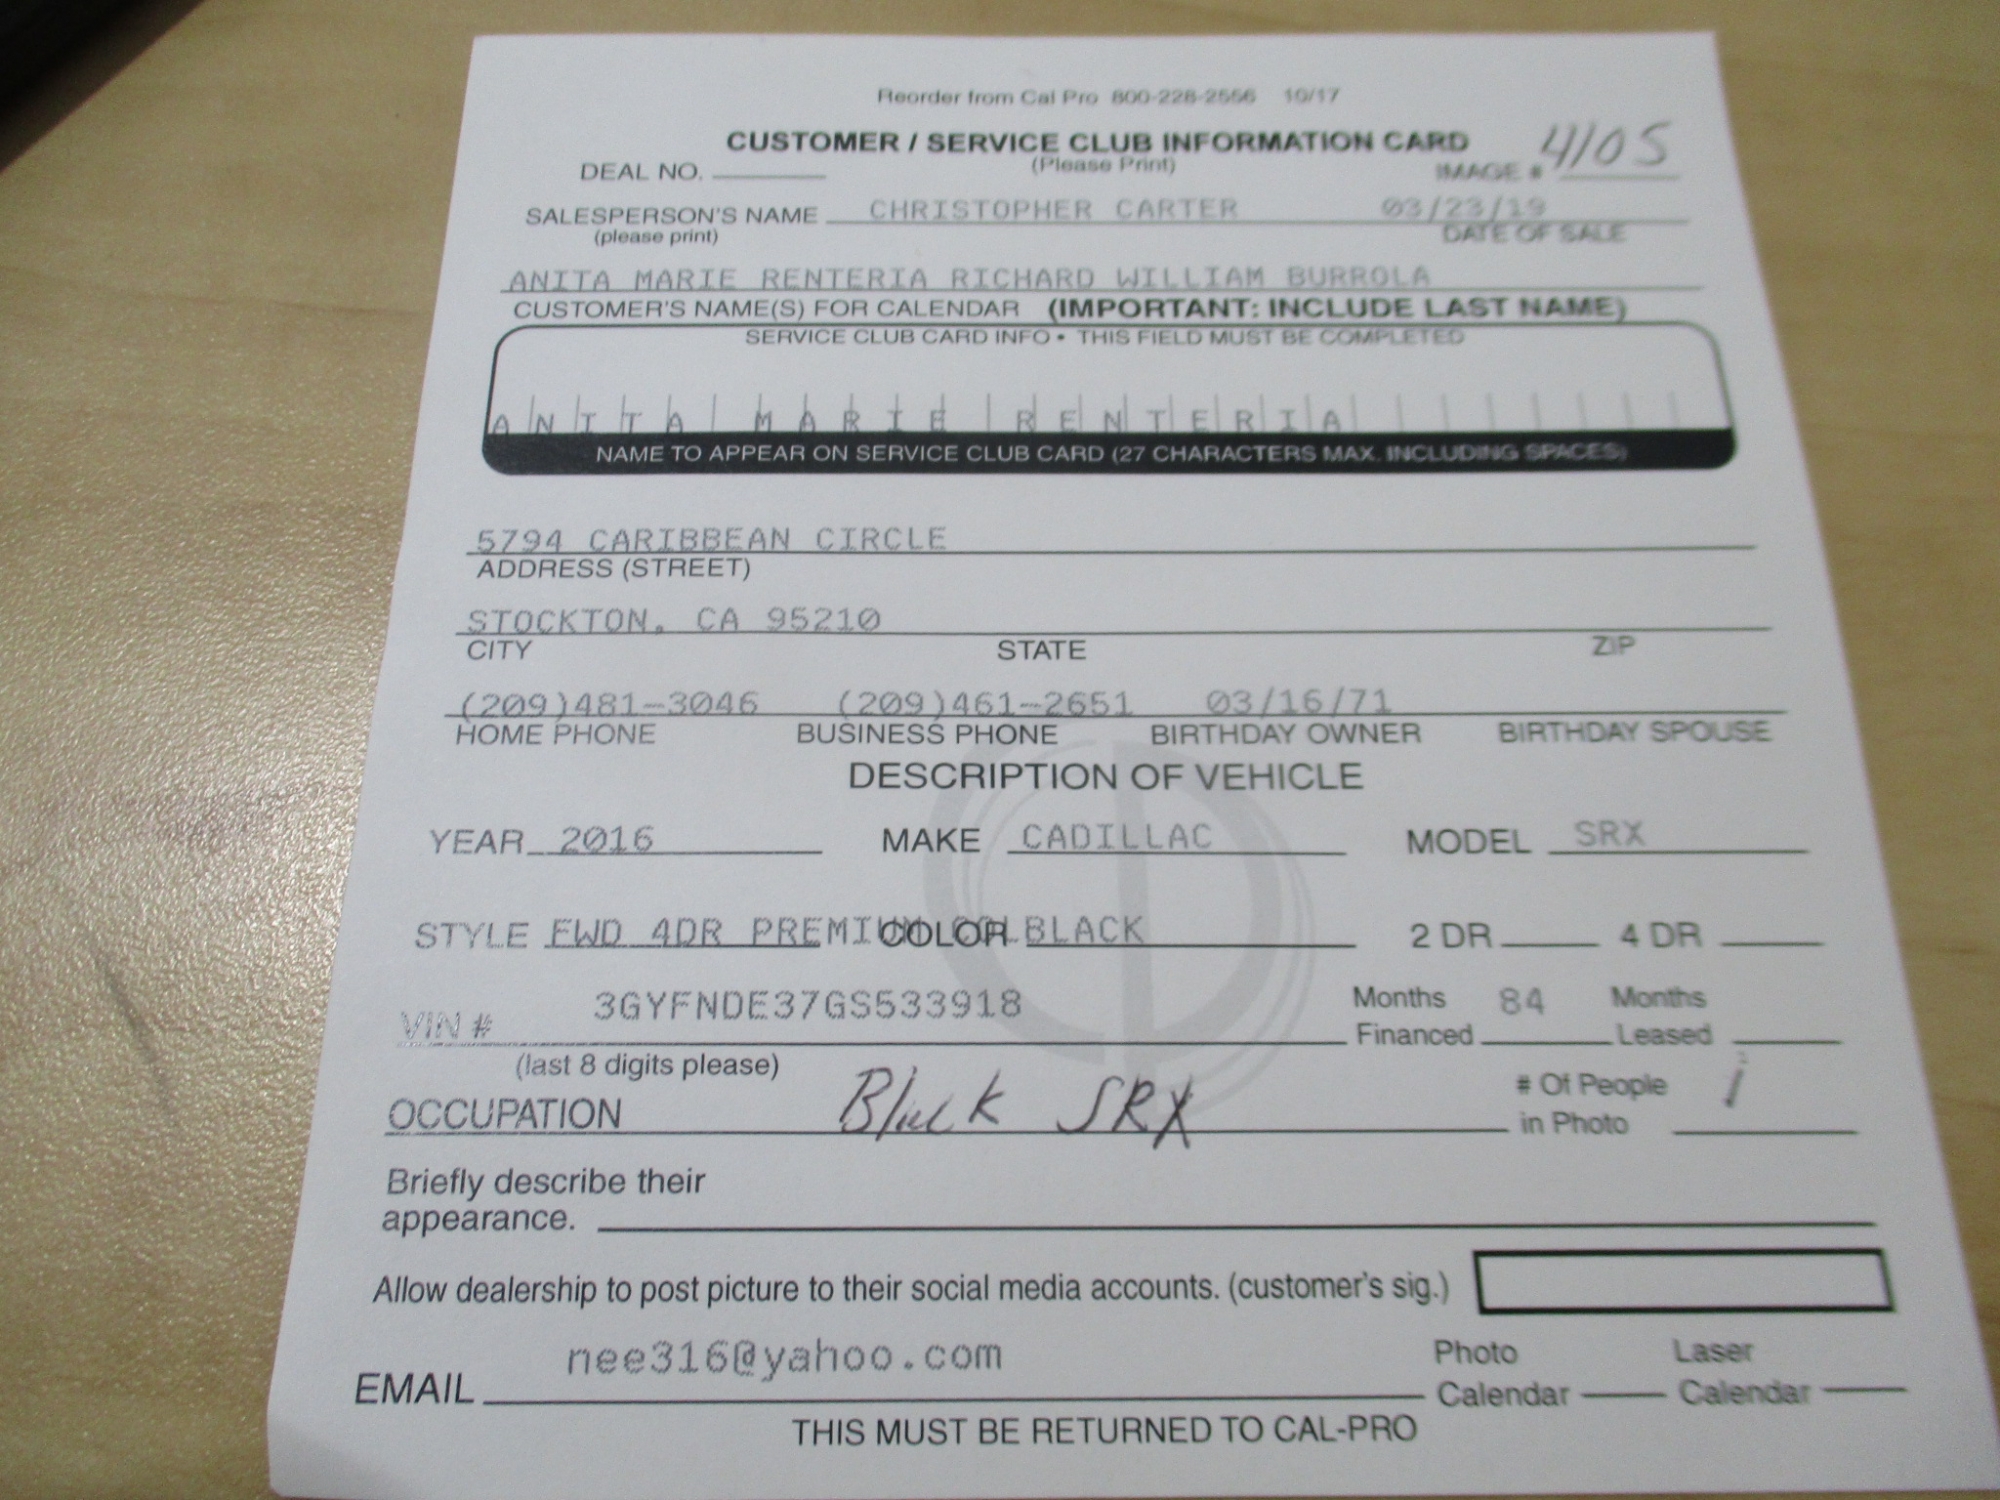 Reorder from Cal Pro 800-228-2556 10/17
CUSTOMER / SERVICE CLUB INFORMATION CARD
(Please Print)
DEAL NO. IMAGE # 4105
SALESPERSON'S NAME CHRISTOPHER CARTER 03/23/19
(please print) DATE OF SALE
ANITA MARIE RENTERIA RICHARD WILLIAM BURROLA
CUSTOMER'S NAME(S) FOR CALENDAR (IMPORTANT: INCLUDE LAST NAME)
SERVICE CLUB CARD INFO • THIS FIELD MUST BE COMPLETED
ANITA MARIE RENTERIA
NAME TO APPEAR ON SERVICE CLUB CARD (27 CHARACTERS MAX. INCLUDING SPACES)
5794 CARIBBEAN CIRCLE
ADDRESS (STREET)
STOCKTON, CA 95210
CITY STATE ZIP
(209)481-3046 (209)461-2651 03/16/71
HOME PHONE BUSINESS PHONE BIRTHDAY OWNER BIRTHDAY SPOUSE
DESCRIPTION OF VEHICLE
YEAR 2016 MAKE CADILLAC MODEL SRX
STYLE FWD 4DR PREMIUM COLOR BLACK 2 DR 4 DR
VIN # 3GYFNDE37GS533918 Months Financed 84 Months Leased
(last 8 digits please)
OCCUPATION Black SRX # Of People in Photo 1
Briefly describe their
appearance.
Allow dealership to post picture to their social media accounts. (customer's sig.)
EMAIL nee316@yahoo.com Photo Calendar Laser Calendar
THIS MUST BE RETURNED TO CAL-PRO